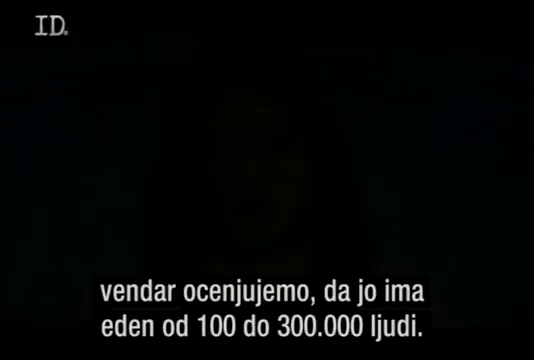 ID.
vendar ocenjujemo, da jo ima
eden od 100 do 300.000 ljudi.